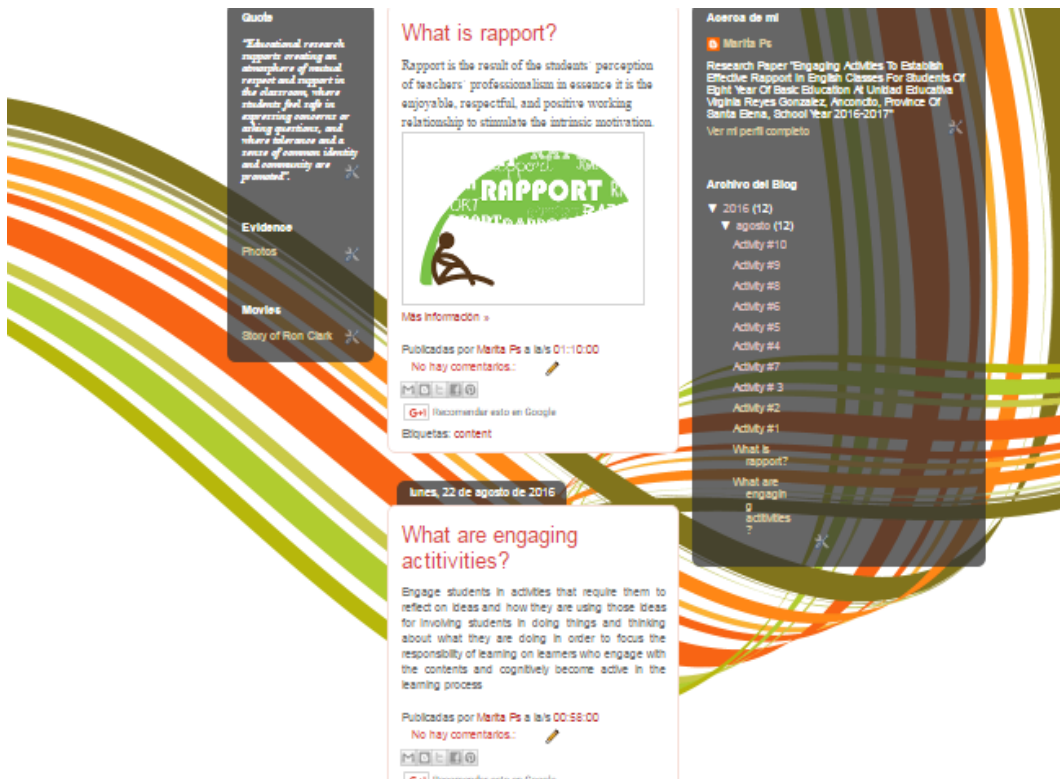 Quote
"Educational research
supports creating an
atmosphere of mutual
respect and support in
the classroom, where
students feel safe in
expressing concerns or
asking questions, and
where tolerance and a
sense of common identity
and community are
promoted".
Evidence
Photos
Movies
Story of Ron Clark
What is rapport?
Rapport is the result of the students´ perception
of teachers´ professionalism in essence it is the
enjoyable, respectful, and positive working
relationship to stimulate the intrinsic motivation.
RAPPORT
Más información »
Publicadas por Marita Ps a la/s 01:10:00
No hay comentarios.:
G+1 Recomendar esto en Google
Etiquetas: content
lunes, 22 de agosto de 2016
What are engaging
actitivities?
Engage students in activities that require them to
reflect on ideas and how they are using those ideas
for involving students in doing things and thinking
about what they are doing in order to focus the
responsibility of learning on learners who engage with
the contents and cognitively become active in the
learning process
Publicadas por Marita Ps a la/s 00:58:00
No hay comentarios.:
Recomendar esto en Google
Acerca de mí
Marita Ps
Research Paper "Engaging Activities To Establish
Effective Rapport In English Classes For Students Of
Eight Year Of Basic Education At Unidad Educativa
Virginia Reyes Gonzalez, Anconcito, Province Of
Santa Elena, School Year 2016-2017"
Ver mi perfil completo
Archivo del Blog
▼ 2016 (12)
▼ agosto (12)
Activity #10
Activity #9
Activity #8
Activity #6
Activity #5
Activity #4
Activity #7
Activity # 3
Activity #2
Activity #1
What is
rapport?
What are
engagin
g
actitivities
?